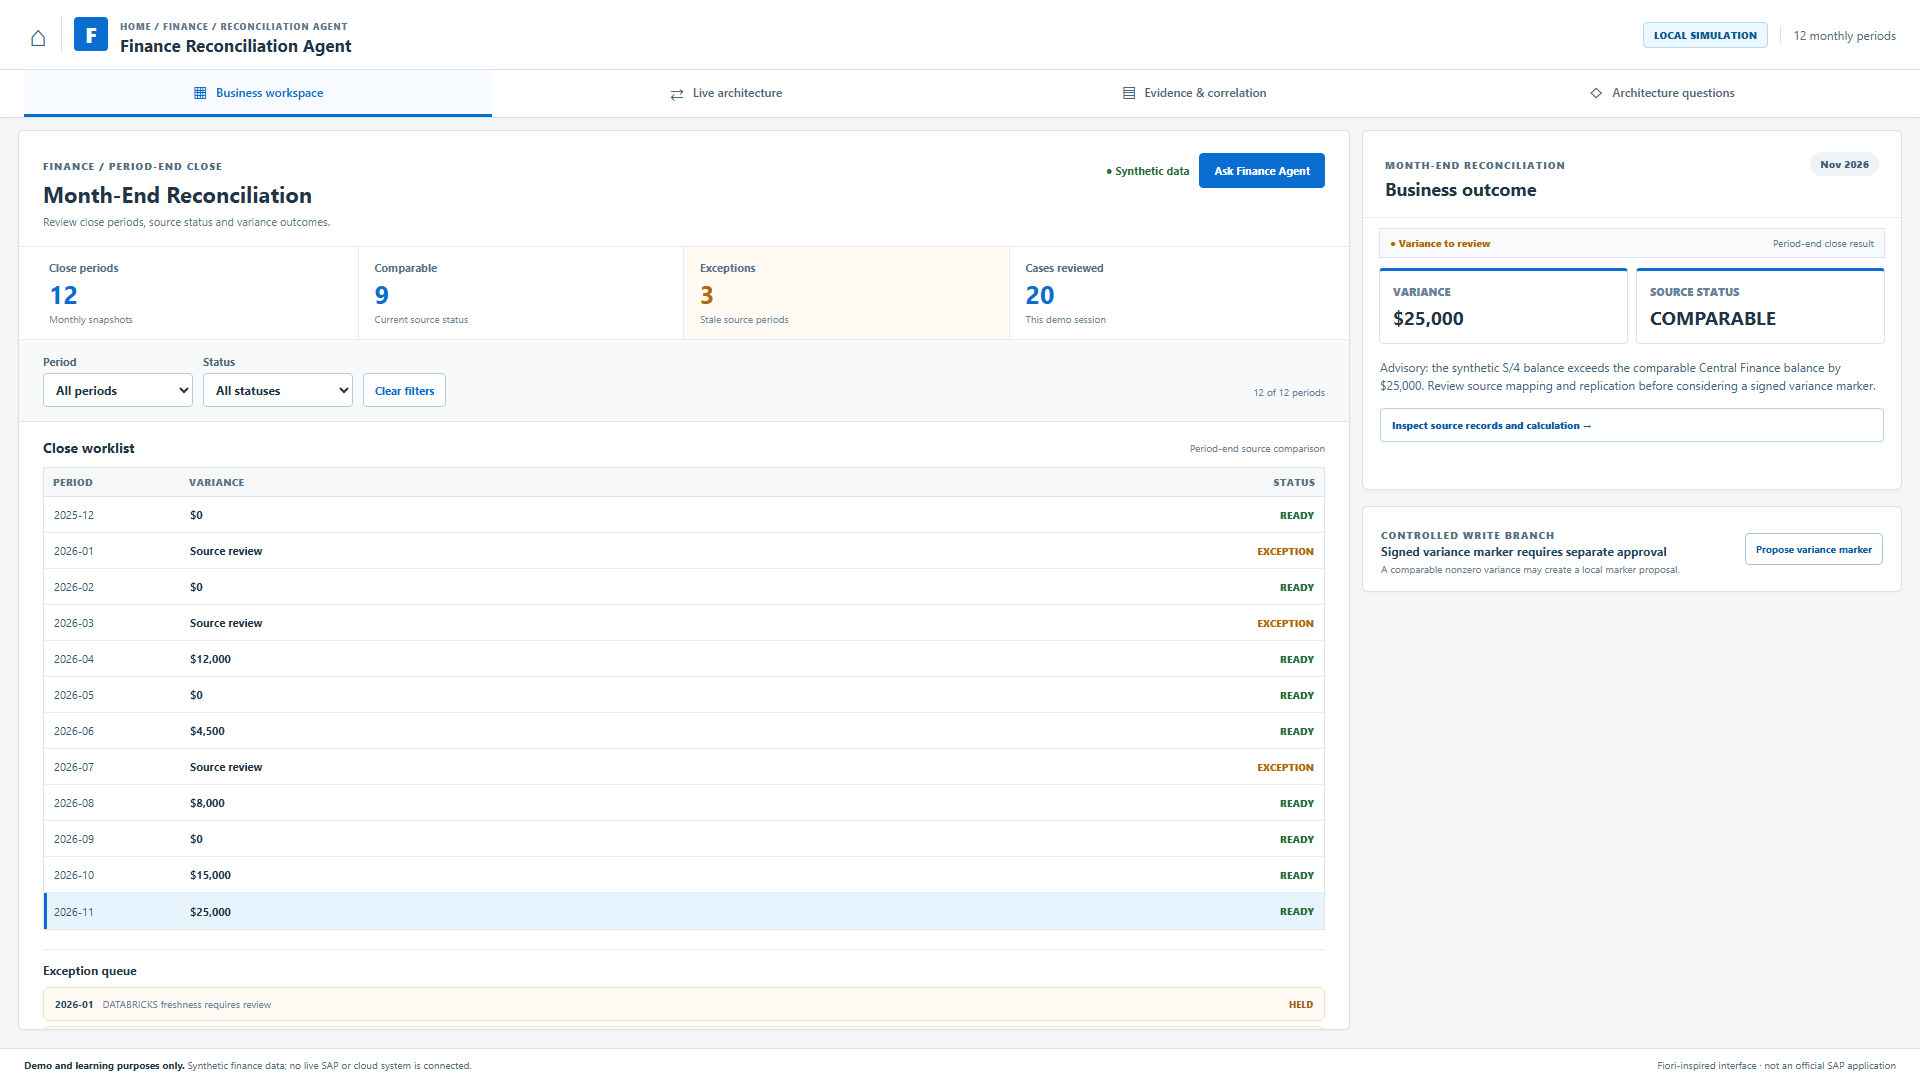 HOME / FINANCE / RECONCILIATION AGENT
F
Finance Reconciliation Agent
LOCAL SIMULATION
12 monthly periods
Business workspace
Live architecture
Evidence & correlation
Architecture questions
FINANCE / PERIOD-END CLOSE
Month-End Reconciliation
Review close periods, source status and variance outcomes.
• Synthetic data
Ask Finance Agent
Close periods
12
Monthly snapshots
Comparable
9
Current source status
Exceptions
3
Stale source periods
Cases reviewed
20
This demo session
Period
All periods
Status
All statuses
Clear filters
12 of 12 periods
Close worklist
Period-end source comparison
PERIOD VARIANCE STATUS
2025-12 $0 READY
2026-01 Source review EXCEPTION
2026-02 $0 READY
2026-03 Source review EXCEPTION
2026-04 $12,000 READY
2026-05 $0 READY
2026-06 $4,500 READY
2026-07 Source review EXCEPTION
2026-08 $8,000 READY
2026-09 $0 READY
2026-10 $15,000 READY
2026-11 $25,000 READY
Exception queue
2026-01 DATABRICKS freshness requires review HELD
MONTH-END RECONCILIATION
Nov 2026
Business outcome
• Variance to review
Period-end close result
VARIANCE
$25,000
SOURCE STATUS
COMPARABLE
Advisory: the synthetic S/4 balance exceeds the comparable Central Finance balance by
$25,000. Review source mapping and replication before considering a signed variance marker.
Inspect source records and calculation →
CONTROLLED WRITE BRANCH
Signed variance marker requires separate approval
A comparable nonzero variance may create a local marker proposal.
Propose variance marker
Demo and learning purposes only. Synthetic finance data; no live SAP or cloud system is connected.
Fiori-inspired interface · not an official SAP application